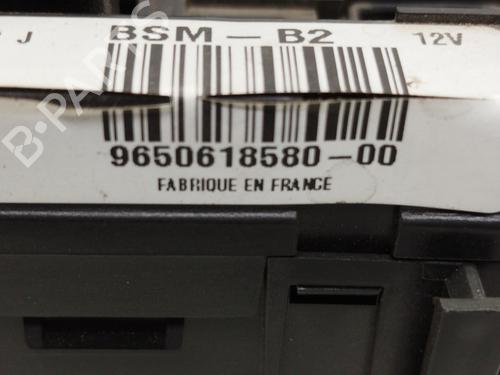 J BSM-B2 12V
9650618580-00
FABRIQUE EN FRANCE
B-PARTS